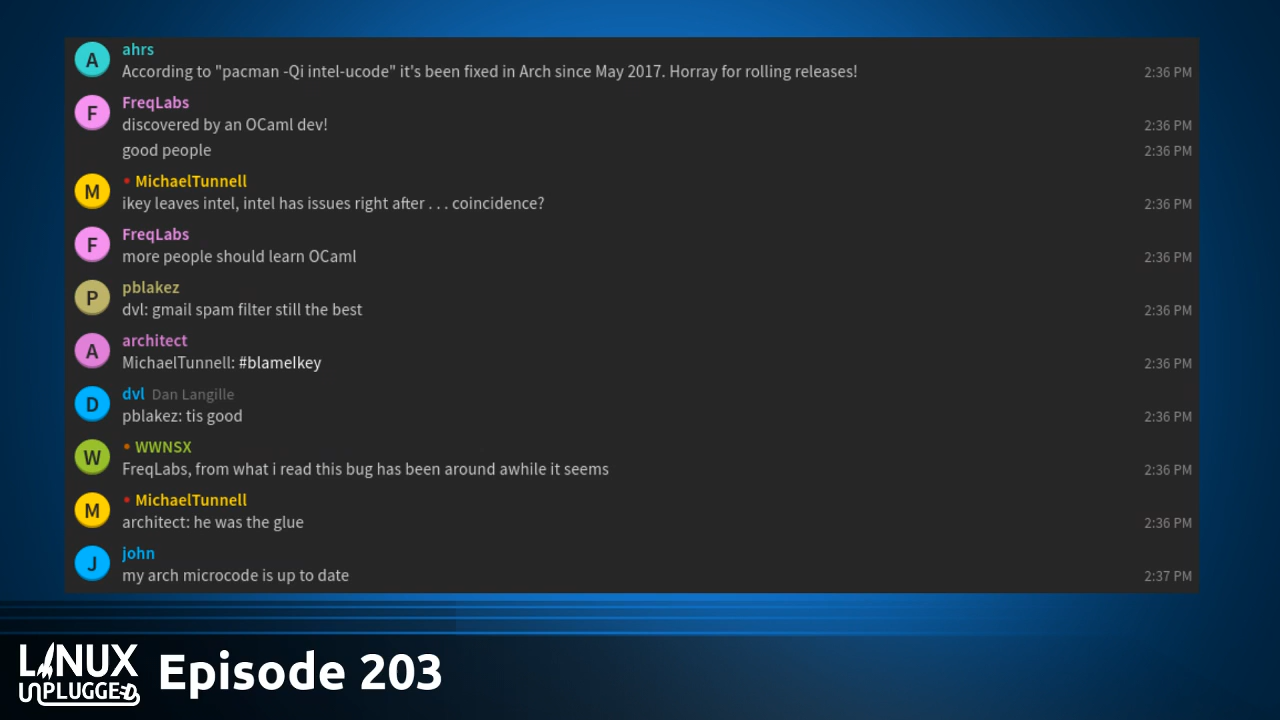 A
ahrs
According to "pacman -Qi intel-ucode" it's been fixed in Arch since May 2017. Horray for rolling releases!
2:36 PM
F
FreqLabs
discovered by an OCaml dev!
2:36 PM
good people
2:36 PM
M
MichaelTunnell
ikey leaves intel, intel has issues right after . . . coincidence?
2:36 PM
F
FreqLabs
more people should learn OCaml
2:36 PM
P
pblakez
dvl: gmail spam filter still the best
2:36 PM
A
architect
MichaelTunnell: #blameIkey
2:36 PM
D
dvl Dan Langille
pblakez: tis good
2:36 PM
W
WWNSX
FreqLabs, from what i read this bug has been around awhile it seems
2:36 PM
M
MichaelTunnell
architect: he was the glue
2:36 PM
J
john
my arch microcode is up to date
2:37 PM
LINUX
UNPLUGGED
Episode 203